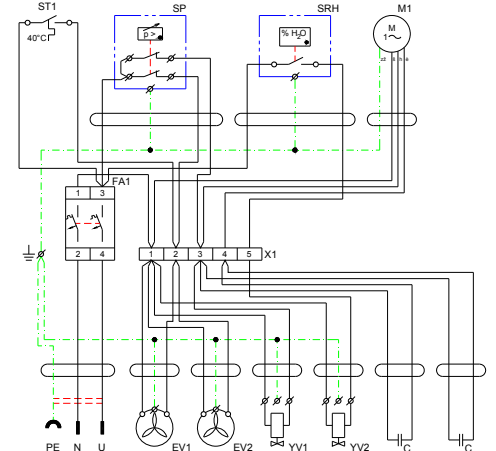 ST1 SP SRH M1
40°C p > % H2O M
1~
FA1
1 3
2 4 1 2 3 4 5 X1
PE N U EV1 EV2 YV1 YV2 C C